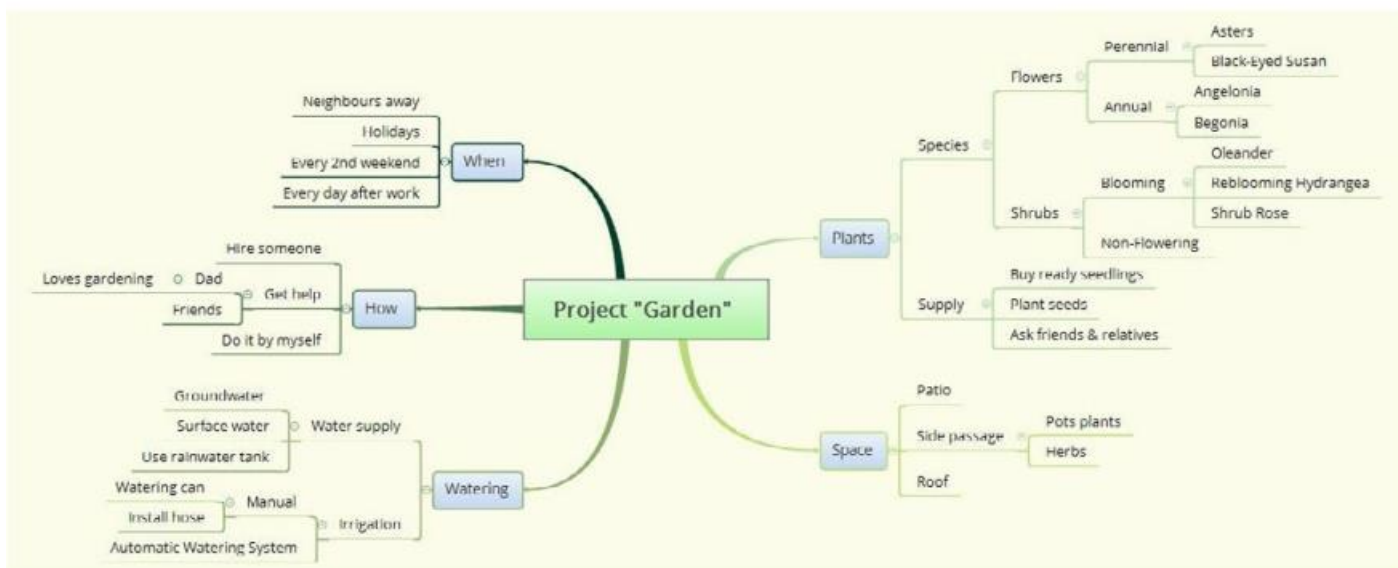 Project "Garden"
When
Neighbours away
Holidays
Every 2nd weekend
Every day after work
How
Hire someone
Get help
Dad
Loves gardening
Friends
Do it by myself
Watering
Water supply
Groundwater
Surface water
Use rainwater tank
Irrigation
Manual
Watering can
Install hose
Automatic Watering System
Plants
Species
Flowers
Perennial
Asters
Black-Eyed Susan
Annual
Angelonia
Begonia
Shrubs
Blooming
Oleander
Reblooming Hydrangea
Shrub Rose
Non-Flowering
Supply
Buy ready seedlings
Plant seeds
Ask friends & relatives
Space
Patio
Side passage
Pots plants
Herbs
Roof